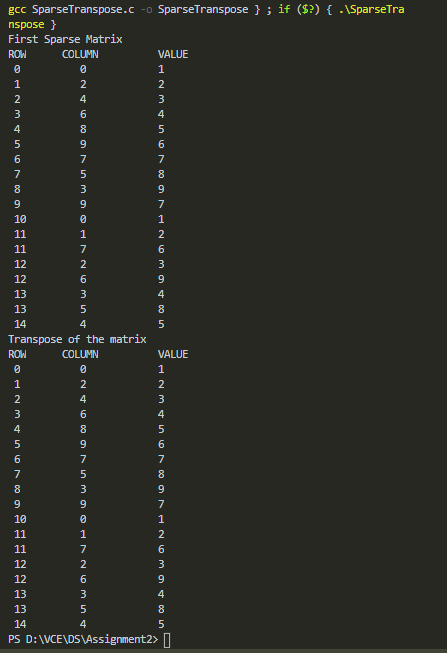 gcc SparseTranspose.c -o SparseTranspose } ; if ($?) { .\SparseTra
nspose }
First Sparse Matrix
ROW COLUMN VALUE
0 0 1
1 2 2
2 4 3
3 6 4
4 8 5
5 9 6
6 7 7
7 5 8
8 3 9
9 9 7
10 0 1
11 1 2
11 7 6
12 2 3
12 6 9
13 3 4
13 5 8
14 4 5
Transpose of the matrix
ROW COLUMN VALUE
0 0 1
1 2 2
2 4 3
3 6 4
4 8 5
5 9 6
6 7 7
7 5 8
8 3 9
9 9 7
10 0 1
11 1 2
11 7 6
12 2 3
12 6 9
13 3 4
13 5 8
14 4 5
PS D:\VCE\DS\Assignment2>